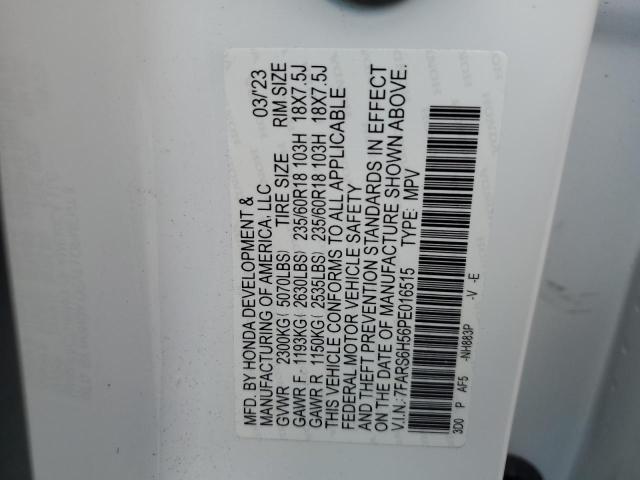 MFD. BY HONDA DEVELOPMENT &
MANUFACTURING OF AMERICA, LLC 03/'23
GVWR 2300KG( 5070LBS) TIRE SIZE RIM SIZE
GAWR F 1193KG( 2630LBS) 235/60R18 103H 18X7.5J
GAWR R 1150KG( 2535LBS) 235/60R18 103H 18X7.5J
THIS VEHICLE CONFORMS TO ALL APPLICABLE
FEDERAL MOTOR VEHICLE SAFETY
AND THEFT PREVENTION STANDARDS IN EFFECT
ON THE DATE OF MANUFACTURE SHOWN ABOVE.
V.I.N.:7FARS6H56PE016515 TYPE: MPV
3D0 P AF5 -NH883P -V -E